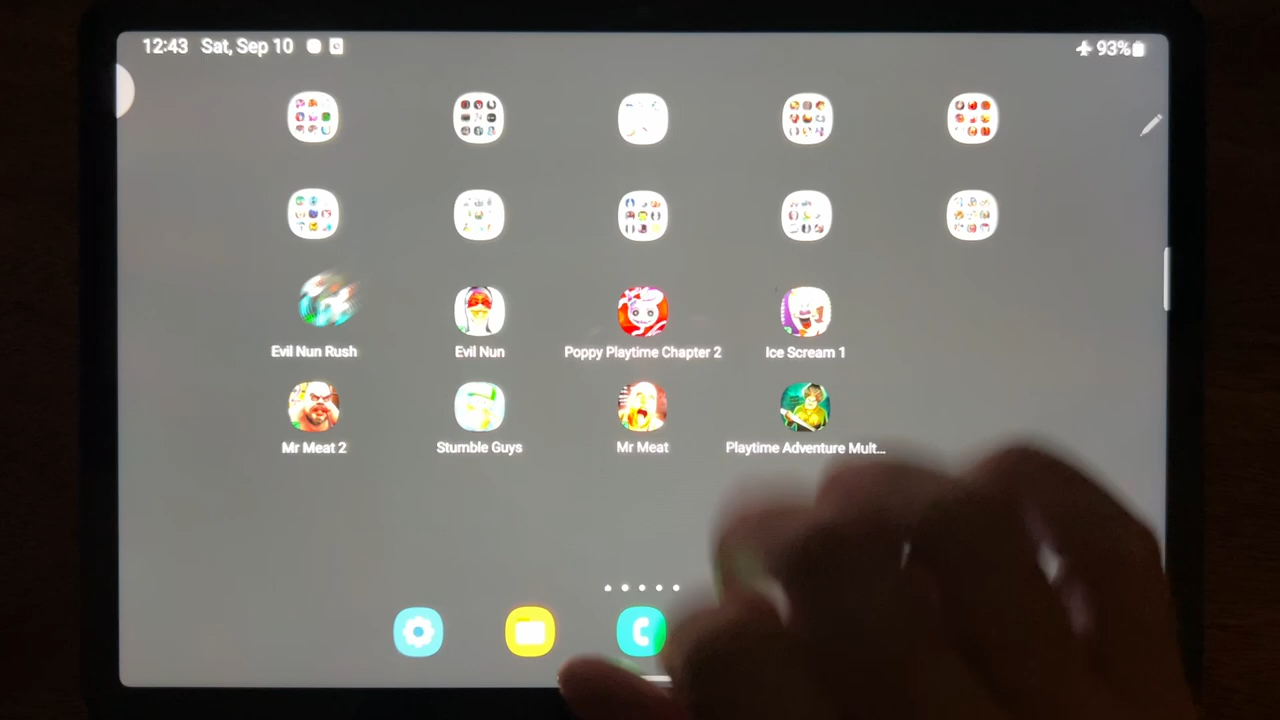 12:43 Sat, Sep 10 93%
Evil Nun Rush Evil Nun Poppy Playtime Chapter 2 Ice Scream 1
Mr Meat 2 Stumble Guys Mr Meat Playtime Adventure Mult...